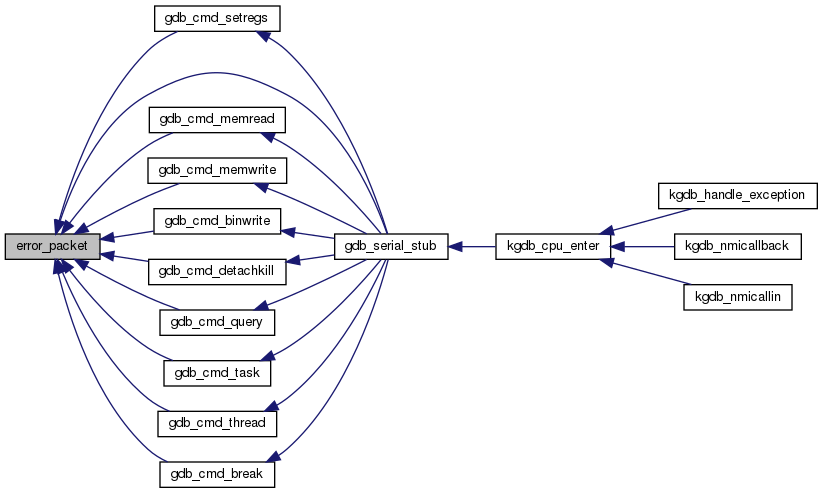 gdb_cmd_setregs
gdb_cmd_memread
gdb_cmd_memwrite
gdb_cmd_binwrite
error_packet
gdb_cmd_detachkill
gdb_cmd_query
gdb_cmd_task
gdb_cmd_thread
gdb_cmd_break
gdb_serial_stub
kgdb_cpu_enter
kgdb_handle_exception
kgdb_nmicallback
kgdb_nmicallin